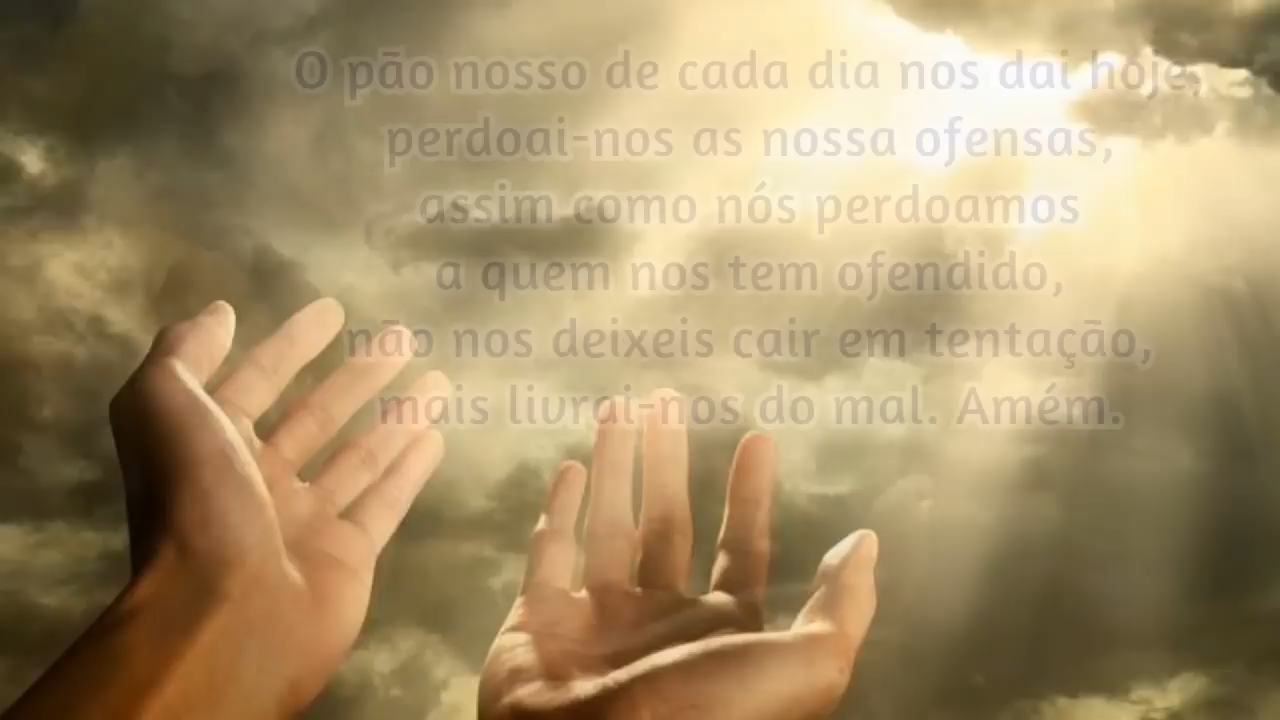 O pão nosso de cada dia nos dai hoje,
perdoai-nos as nossa ofensas,
assim como nós perdoamos
a quem nos tem ofendido,
não nos deixeis cair em tentação,
mais livrai-nos do mal. Amém.